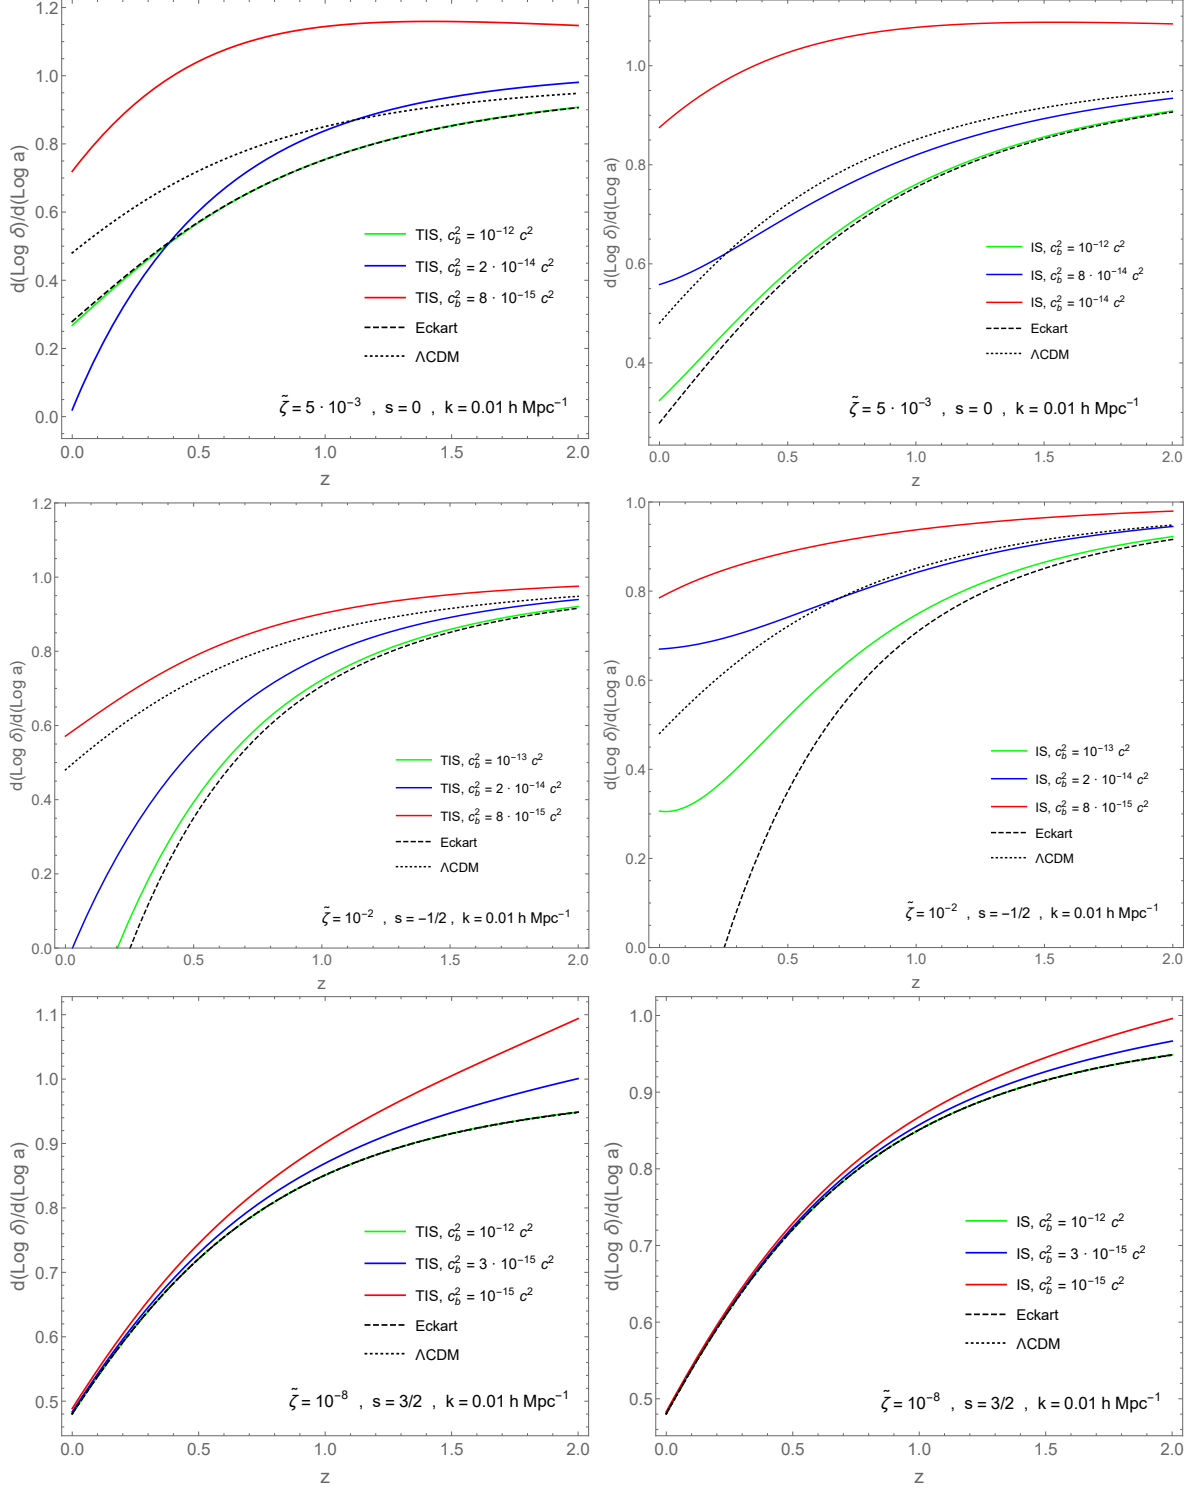 1.2
1.0
0.8
0.6
0.4
0.2
0.0
d(Log δ)/d(Log a)
TIS, c_b^2 = 10^−12 c^2
TIS, c_b^2 = 2 · 10^−14 c^2
TIS, c_b^2 = 8 · 10^−15 c^2
Eckart
ΛCDM
ζ̃ = 5 · 10^−3 , s = 0 , k = 0.01 h Mpc^−1
0.0 0.5 1.0 1.5 2.0
z
1.0
0.8
0.6
0.4
d(Log δ)/d(Log a)
IS, c_b^2 = 10^−12 c^2
IS, c_b^2 = 8 · 10^−14 c^2
IS, c_b^2 = 10^−14 c^2
Eckart
ΛCDM
ζ̃ = 5 · 10^−3 , s = 0 , k = 0.01 h Mpc^−1
0.0 0.5 1.0 1.5 2.0
z
1.2
1.0
0.8
0.6
0.4
0.2
0.0
d(Log δ)/d(Log a)
TIS, c_b^2 = 10^−13 c^2
TIS, c_b^2 = 2 · 10^−14 c^2
TIS, c_b^2 = 8 · 10^−15 c^2
Eckart
ΛCDM
ζ̃ = 10^−2 , s = −1/2 , k = 0.01 h Mpc^−1
0.0 0.5 1.0 1.5 2.0
z
1.0
0.8
0.6
0.4
0.2
0.0
d(Log δ)/d(Log a)
IS, c_b^2 = 10^−13 c^2
IS, c_b^2 = 2 · 10^−14 c^2
IS, c_b^2 = 8 · 10^−15 c^2
Eckart
ΛCDM
ζ̃ = 10^−2 , s = −1/2 , k = 0.01 h Mpc^−1
0.0 0.5 1.0 1.5 2.0
z
1.1
1.0
0.9
0.8
0.7
0.6
0.5
d(Log δ)/d(Log a)
TIS, c_b^2 = 10^−12 c^2
TIS, c_b^2 = 3 · 10^−15 c^2
TIS, c_b^2 = 10^−15 c^2
Eckart
ΛCDM
ζ̃ = 10^−8 , s = 3/2 , k = 0.01 h Mpc^−1
0.0 0.5 1.0 1.5 2.0
z
1.0
0.9
0.8
0.7
0.6
0.5
d(Log δ)/d(Log a)
IS, c_b^2 = 10^−12 c^2
IS, c_b^2 = 3 · 10^−15 c^2
IS, c_b^2 = 10^−15 c^2
Eckart
ΛCDM
ζ̃ = 10^−8 , s = 3/2 , k = 0.01 h Mpc^−1
0.0 0.5 1.0 1.5 2.0
z